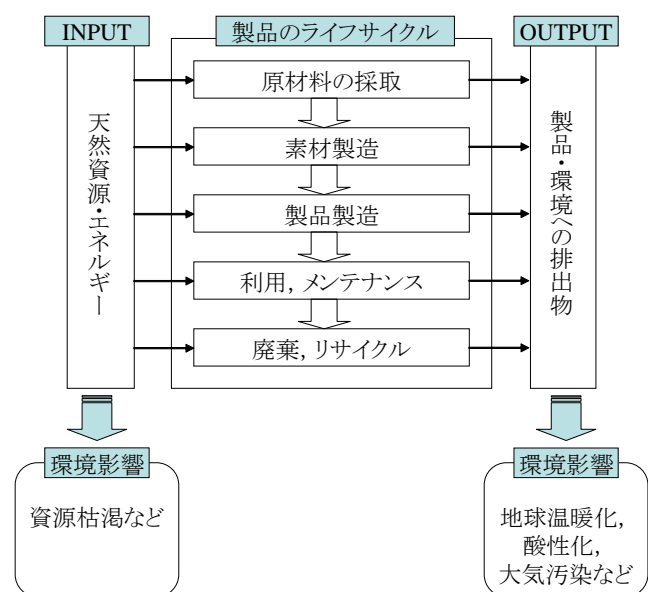 INPUT
製品のライフサイクル
OUTPUT
天然資源・エネルギー
原材料の採取
素材製造
製品製造
利用，メンテナンス
廃棄，リサイクル
製品・環境への排出物
環境影響
資源枯渇など
環境影響
地球温暖化，
酸性化，
大気汚染など